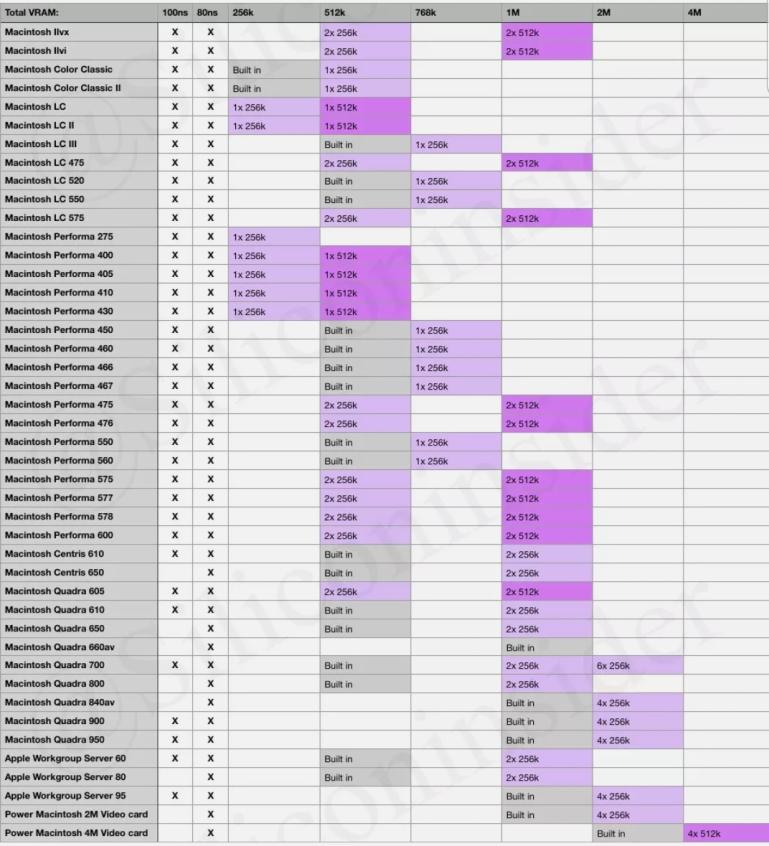 Total VRAM: 100ns 80ns 256k 512k 768k 1M 2M 4M
Macintosh IIvx X X 2x 256k 2x 512k
Macintosh IIvi X X 2x 256k 2x 512k
Macintosh Color Classic X X Built in 1x 256k
Macintosh Color Classic II X X Built in 1x 256k
Macintosh LC X X 1x 256k 1x 512k
Macintosh LC II X X 1x 256k 1x 512k
Macintosh LC III X X Built in 1x 256k
Macintosh LC 475 X X 2x 256k 2x 512k
Macintosh LC 520 X X Built in 1x 256k
Macintosh LC 550 X X Built in 1x 256k
Macintosh LC 575 X X 2x 256k 2x 512k
Macintosh Performa 275 X X 1x 256k
Macintosh Performa 400 X X 1x 256k 1x 512k
Macintosh Performa 405 X X 1x 256k 1x 512k
Macintosh Performa 410 X X 1x 256k 1x 512k
Macintosh Performa 430 X X 1x 256k 1x 512k
Macintosh Performa 450 X X Built in 1x 256k
Macintosh Performa 460 X X Built in 1x 256k
Macintosh Performa 466 X X Built in 1x 256k
Macintosh Performa 467 X X Built in 1x 256k
Macintosh Performa 475 X X 2x 256k 2x 512k
Macintosh Performa 476 X X 2x 256k 2x 512k
Macintosh Performa 550 X X Built in 1x 256k
Macintosh Performa 560 X X Built in 1x 256k
Macintosh Performa 575 X X 2x 256k 2x 512k
Macintosh Performa 577 X X 2x 256k 2x 512k
Macintosh Performa 578 X X 2x 256k 2x 512k
Macintosh Performa 600 X X 2x 256k 2x 512k
Macintosh Centris 610 X X Built in 2x 256k
Macintosh Centris 650 X Built in 2x 256k
Macintosh Quadra 605 X X 2x 256k 2x 512k
Macintosh Quadra 610 X X Built in 2x 256k
Macintosh Quadra 650 X Built in 2x 256k
Macintosh Quadra 660av X Built in
Macintosh Quadra 700 X X Built in 2x 256k 6x 256k
Macintosh Quadra 800 X Built in 2x 256k
Macintosh Quadra 840av X Built in 4x 256k
Macintosh Quadra 900 X X Built in 4x 256k
Macintosh Quadra 950 X X Built in 4x 256k
Apple Workgroup Server 60 X X Built in 2x 256k
Apple Workgroup Server 80 X Built in 2x 256k
Apple Workgroup Server 95 X X Built in 4x 256k
Power Macintosh 2M Video card X Built in 4x 256k
Power Macintosh 4M Video card X Built in 4x 512k
@Siliconinsider
@Siliconinsider
@Siliconinsider